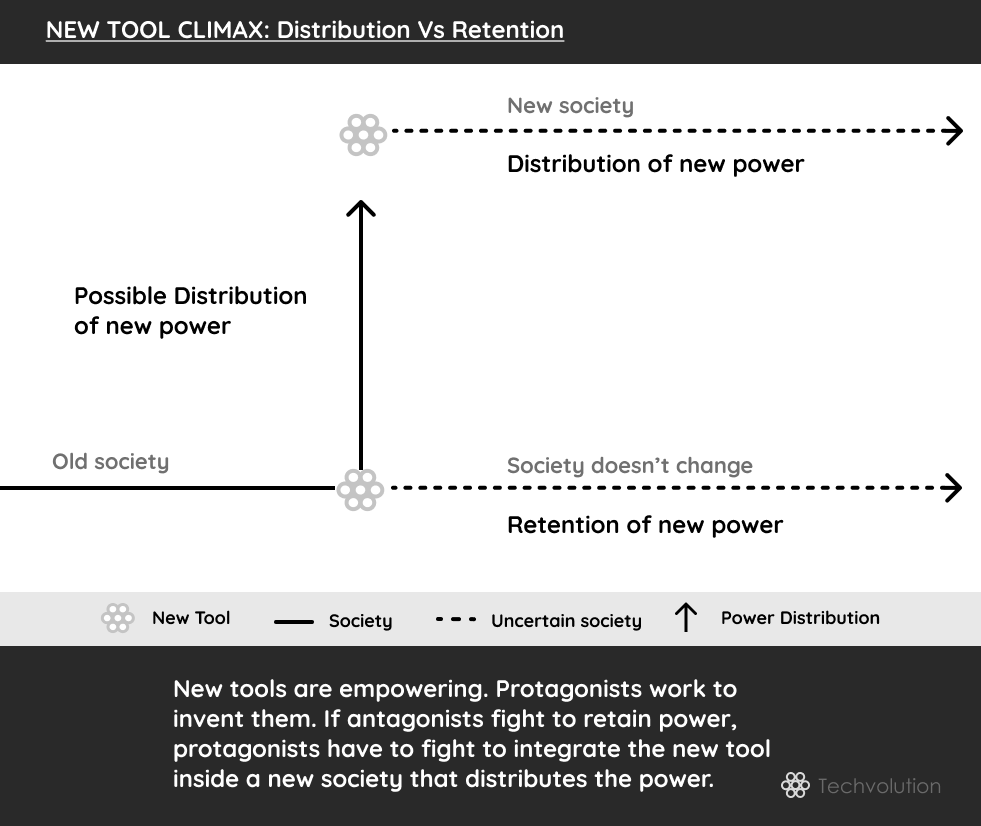 NEW TOOL CLIMAX: Distribution Vs Retention
New society
Distribution of new power
Possible Distribution
of new power
Old society
Society doesn’t change
Retention of new power
New Tool
Society
Uncertain society
Power Distribution
New tools are empowering. Protagonists work to
invent them. If antagonists fight to retain power,
protagonists have to fight to integrate the new tool
inside a new society that distributes the power.
Techvolution